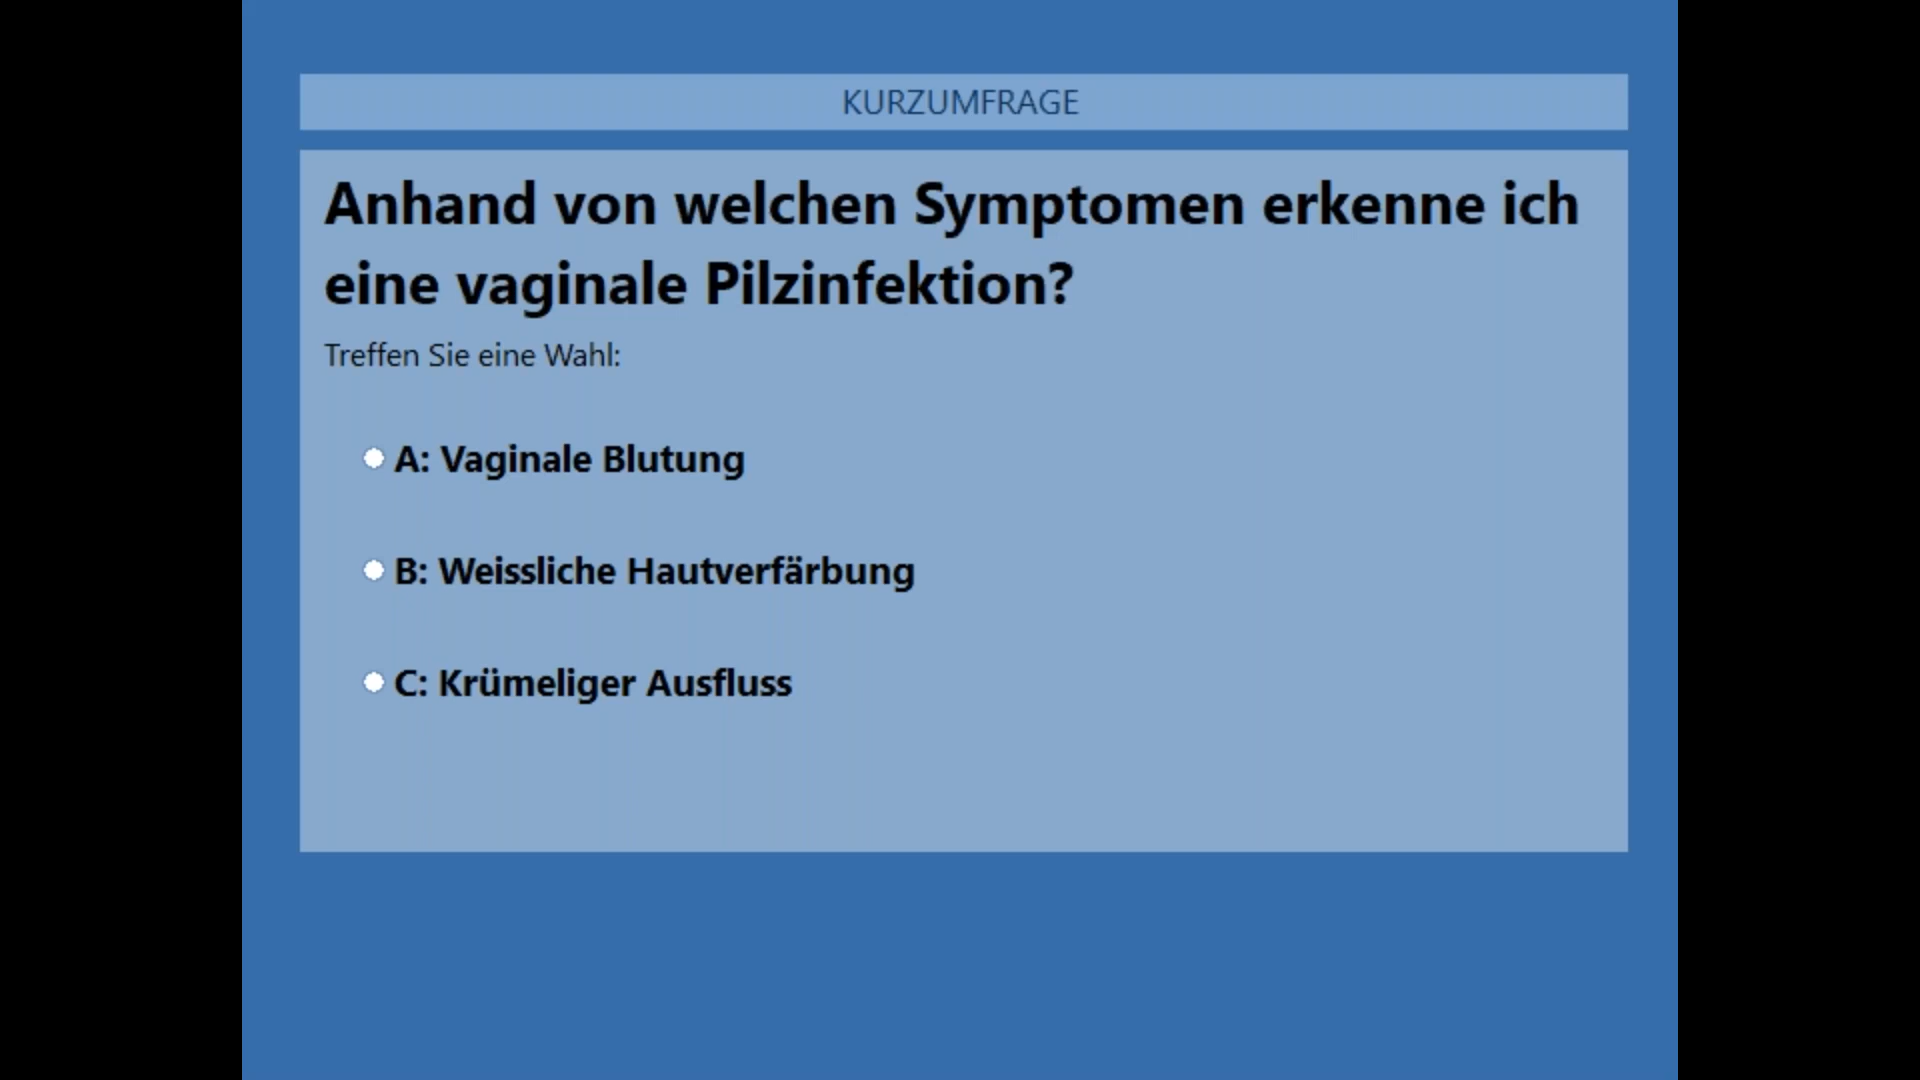 KURZUMFRAGE
Anhand von welchen Symptomen erkenne ich
eine vaginale Pilzinfektion?
Treffen Sie eine Wahl:
A: Vaginale Blutung
B: Weissliche Hautverfärbung
C: Krümeliger Ausfluss